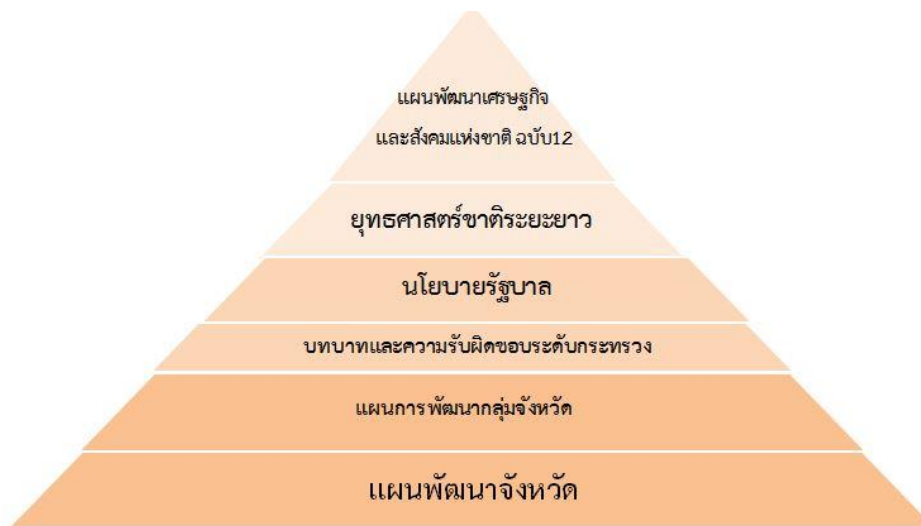 แผนพัฒนาเศรษฐกิจ
และสังคมแห่งชาติ ฉบับ12
ยุทธศาสตร์ชาติระยะยาว
นโยบายรัฐบาล
บทบาทและความรับผิดชอบระดับกระทรวง
แผนการ พัฒนากลุ่มจังหวัด
แผนพัฒนาจังหวัด